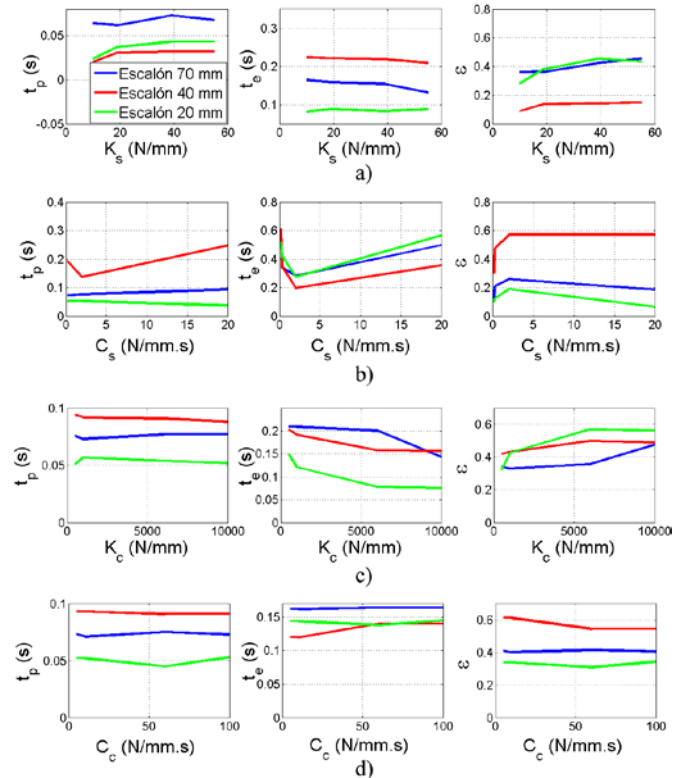 0.05
0
-0.05
t_p (s)
Escalón 70 mm
Escalón 40 mm
Escalón 20 mm
0 20 40 60
K_s (N/mm)
0.3
0.2
0.1
t_e (s)
0 20 40 60
K_s (N/mm)
0.8
0.6
0.4
0.2
0
ε
0 20 40 60
K_s (N/mm)
a)
0.4
0.3
0.2
0.1
0
t_p (s)
0 5 10 15 20
C_s (N/mm.s)
0.6
0.4
0.2
0
t_e (s)
0 5 10 15 20
C_s (N/mm.s)
0.8
0.6
0.4
0.2
0
ε
0 5 10 15 20
C_s (N/mm.s)
b)
0.1
0.05
0
t_p (s)
0 5000 10000
K_c (N/mm)
0.2
0.15
0.1
0.05
0
t_e (s)
0 5000 10000
K_c (N/mm)
0.6
0.4
0.2
0
ε
0 5000 10000
K_c (N/mm)
c)
0.1
0.05
0
t_p (s)
0 50 100
C_c (N/mm.s)
0.15
0.1
0.05
0
t_e (s)
0 50 100
C_c (N/mm.s)
0.6
0.4
0.2
0
ε
0 50 100
C_c (N/mm.s)
d)